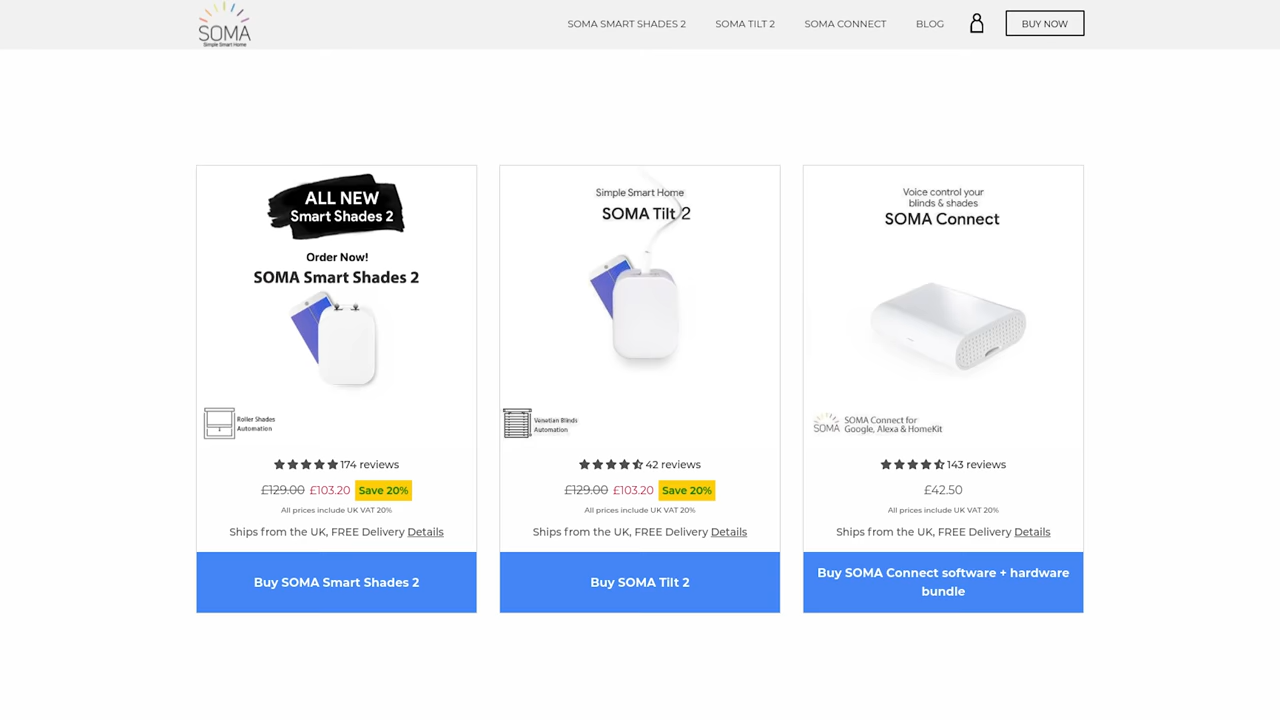 SOMA
Simple Smart Home
SOMA SMART SHADES 2
SOMA TILT 2
SOMA CONNECT
BLOG
BUY NOW
ALL NEW
Smart Shades 2
Order Now!
SOMA Smart Shades 2
Roller Shades
Automation
174 reviews
£129.00 £103.20 Save 20%
All prices include UK VAT 20%
Ships from the UK, FREE Delivery Details
Buy SOMA Smart Shades 2
Simple Smart Home
SOMA Tilt 2
Venetian Blinds
Automation
42 reviews
£129.00 £103.20 Save 20%
All prices include UK VAT 20%
Ships from the UK, FREE Delivery Details
Buy SOMA Tilt 2
Voice control your
blinds & shades
SOMA Connect
SOMA
SOMA Connect for
Google, Alexa & HomeKit
143 reviews
£42.50
All prices include UK VAT 20%
Ships from the UK, FREE Delivery Details
Buy SOMA Connect software + hardware
bundle